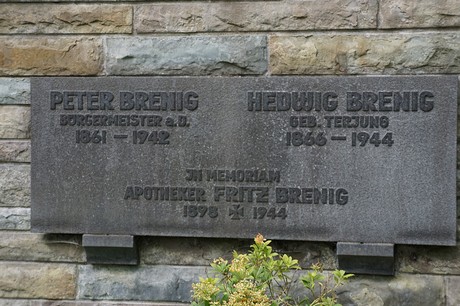 PETER BRENIG
BÜRGERMEISTER a.D.
1861 — 1942
HEDWIG BRENIG
GEB. TERJUNG
1866 — 1944
JN MEMORIAM
APOTHEKER FRITZ BRENIG
1898 ✠ 1944